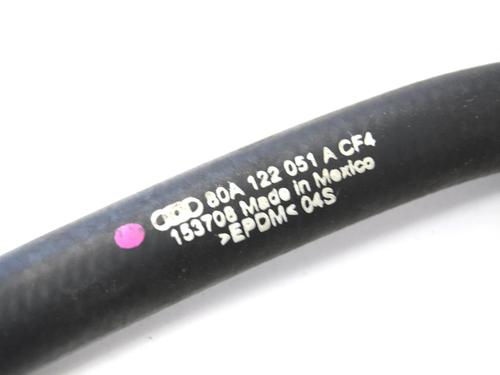 80A 122 051 A CF4
153708 Made in Mexico
>EPDM< 04S